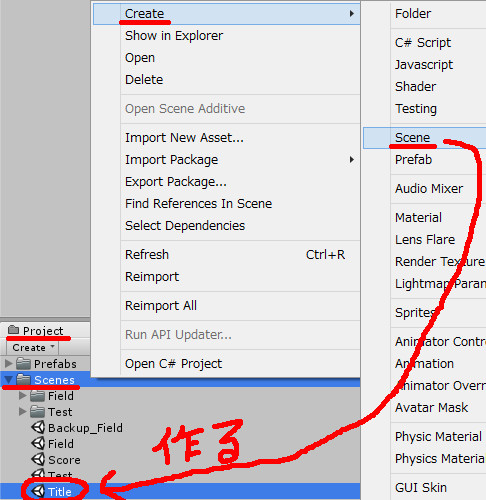 Create
Show in Explorer
Open
Delete
Open Scene Additive
Import New Asset...
Import Package
Export Package...
Find References In Scene
Select Dependencies
Refresh Ctrl+R
Reimport
Reimport All
Run API Updater...
Open C# Project
Folder
C# Script
Javascript
Shader
Testing
Scene
Prefab
Audio Mixer
Material
Lens Flare
Render Texture
Lightmap Param
Sprites
Animator Contr
Animation
Animator Overr
Avatar Mask
Physic Material
Physics Materia
GUI Skin
Project
Create
Prefabs
Scenes
Field
Test
Backup_Field
Field
Score
Test
Title
作る